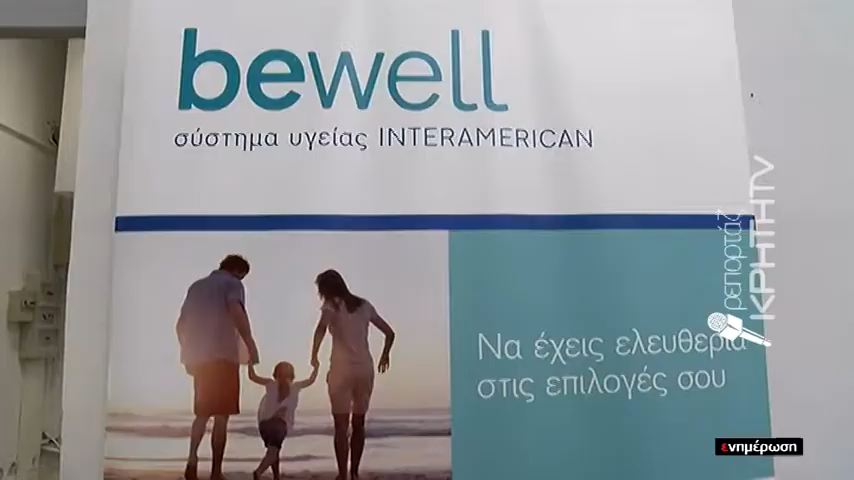 bewell
σύστημα υγείας INTERAMERICAN
Να έχεις ελευθερία
στις επιλογές σου
ρεπορτάζ
ΚΡΗΤΗTV
ενημέρωση